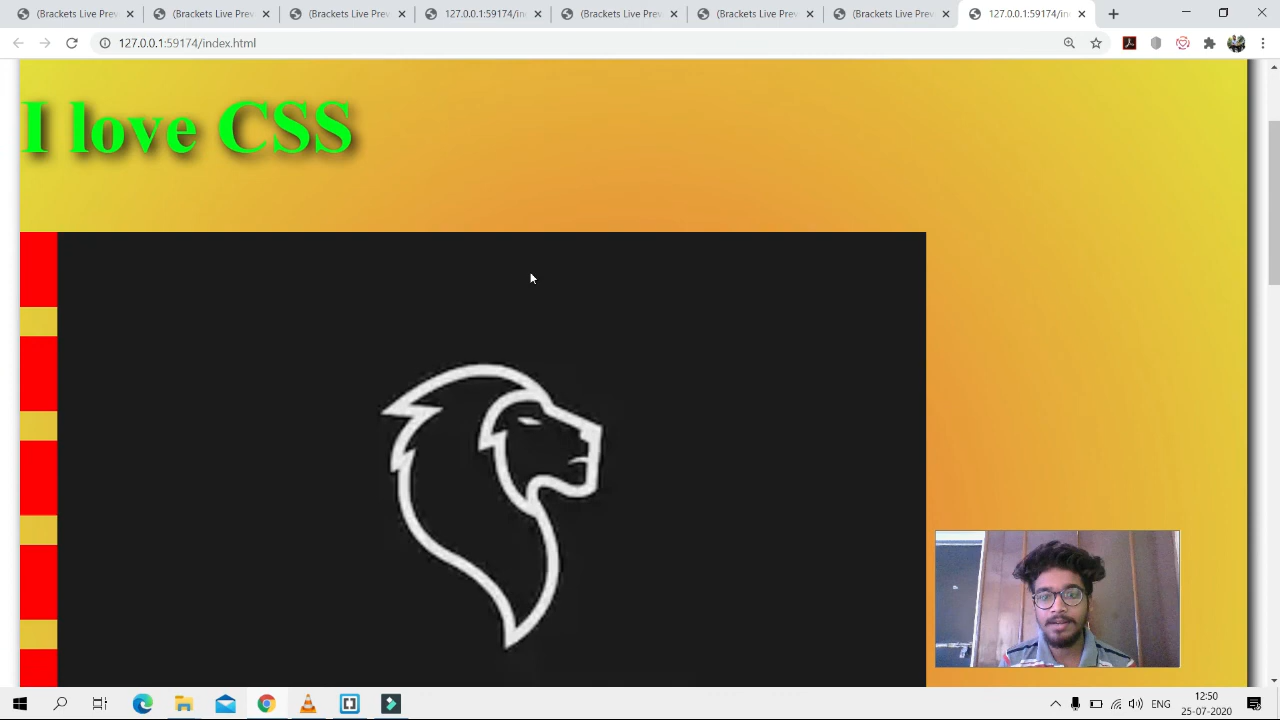 (Brackets Live Prev
(Brackets Live Prev
(Brackets Live Prev
127.0.0.1:59174/in
(Brackets Live Prev
(Brackets Live Prev
(Brackets Live Prev
127.0.0.1:59174/in
127.0.0.1:59174/index.html
I love CSS
ENG
12:50
25-07-2020